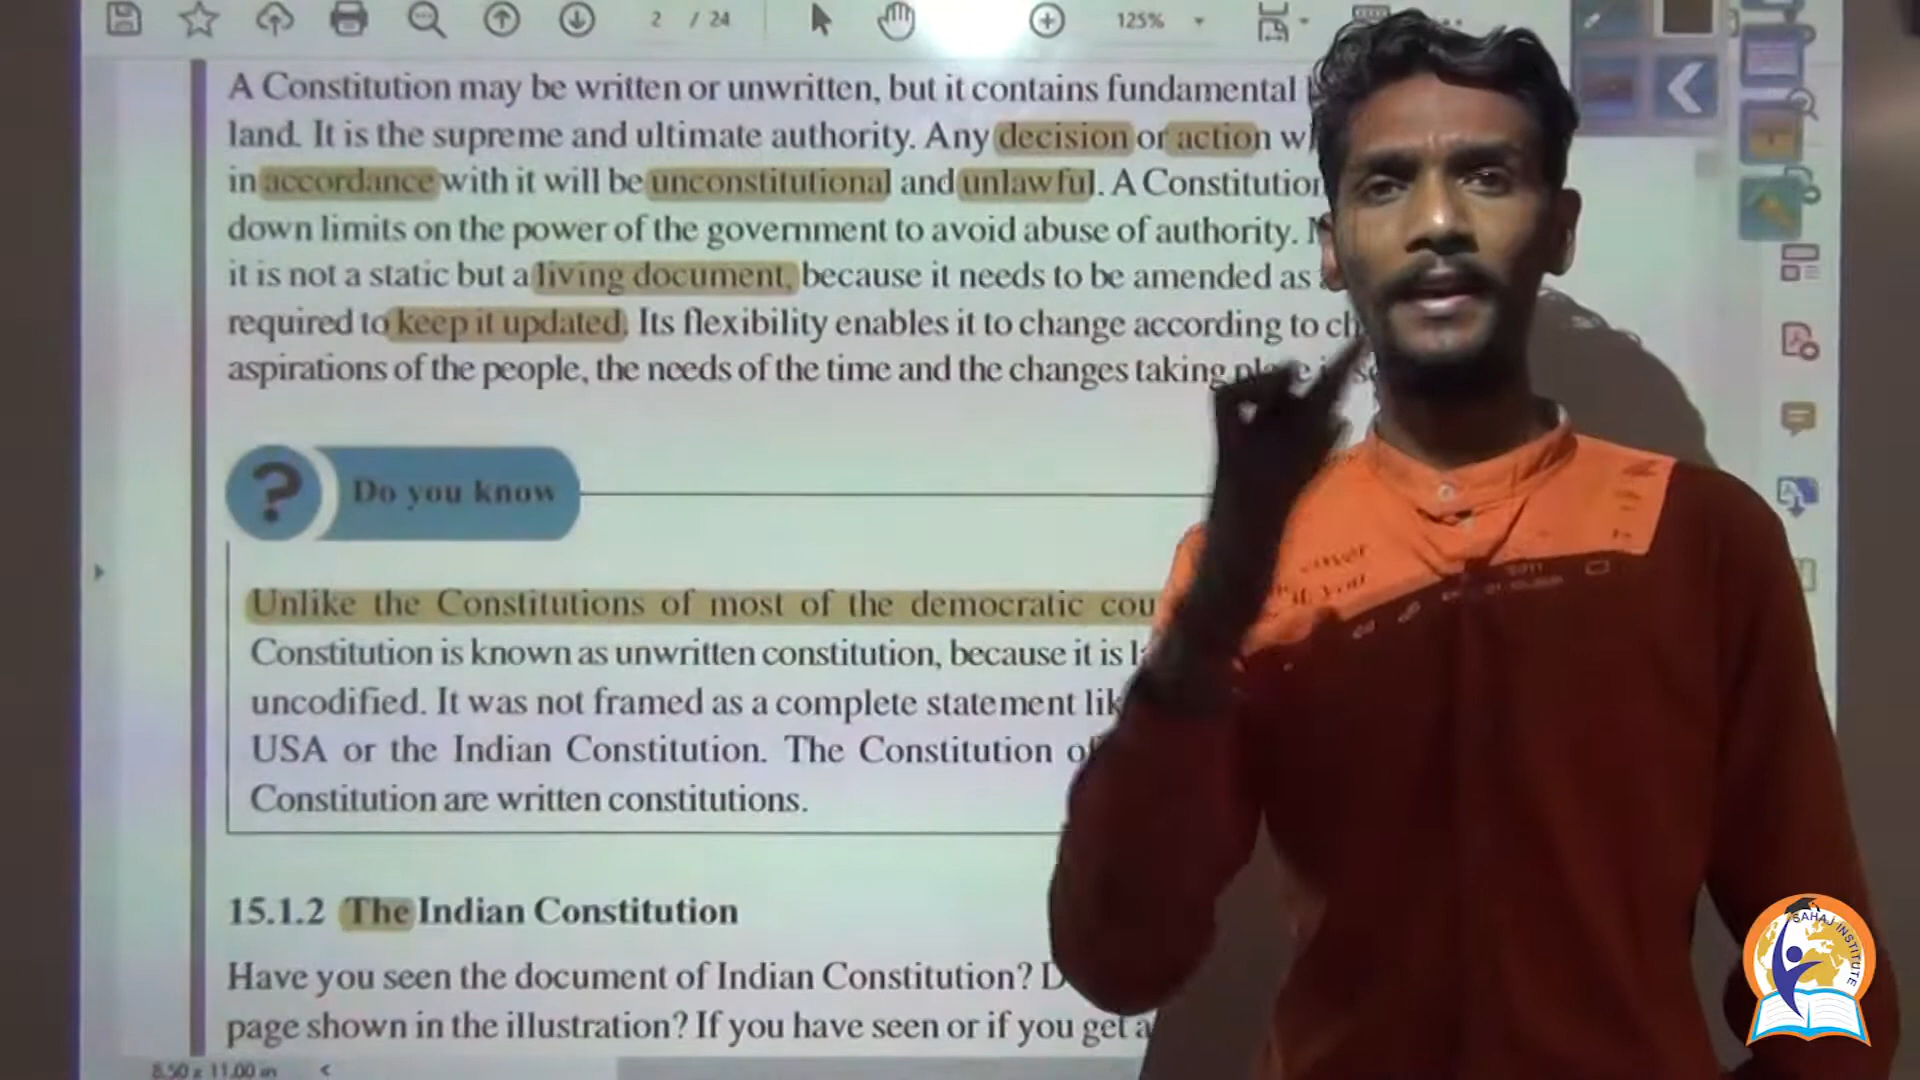 2 / 24
125%
A Constitution may be written or unwritten, but it contains fundamental
land. It is the supreme and ultimate authority. Any decision or action
in accordance with it will be unconstitutional and unlawful. A Constitution
down limits on the power of the government to avoid abuse of authority.
it is not a static but a living document, because it needs to be amended as
required to keep it updated. Its flexibility enables it to change according to
aspirations of the people, the needs of the time and the changes taking place
? Do you know
Unlike the Constitutions of most of the democratic
Constitution is known as unwritten constitution, because it is
uncodified. It was not framed as a complete statement
USA or the Indian Constitution. The Constitution
Constitution are written constitutions.
15.1.2 The Indian Constitution
Have you seen the document of Indian Constitution?
page shown in the illustration? If you have seen or if you get
8.50 x 11.00 in
SAHAJ INSTITUTE